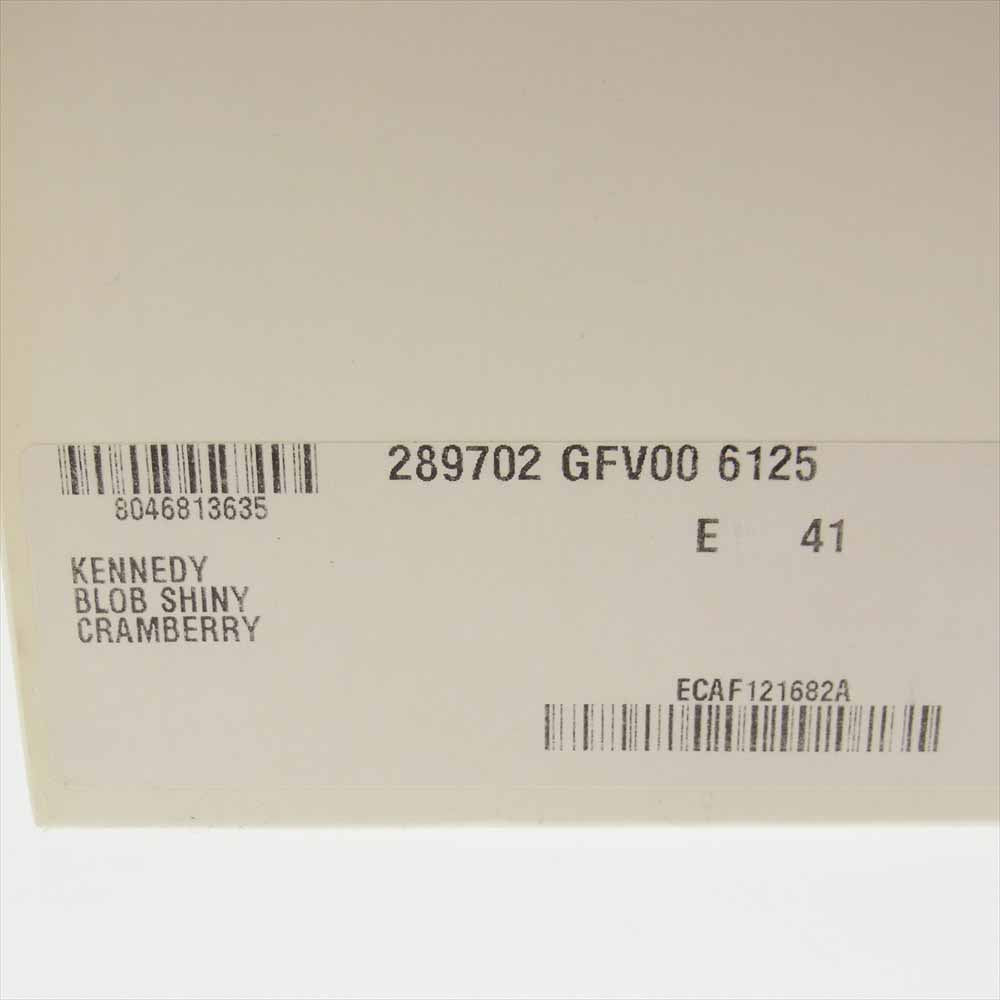 289702 GFV00 6125
8046813635
E 41
KENNEDY
BLOB SHINY
CRAMBERRY
ECAF121682A